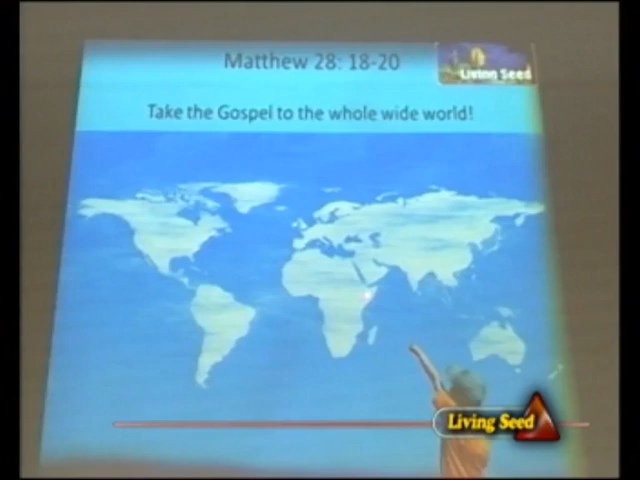 Matthew 28: 18-20
Living Seed
Take the Gospel to the whole wide world!
Living Seed